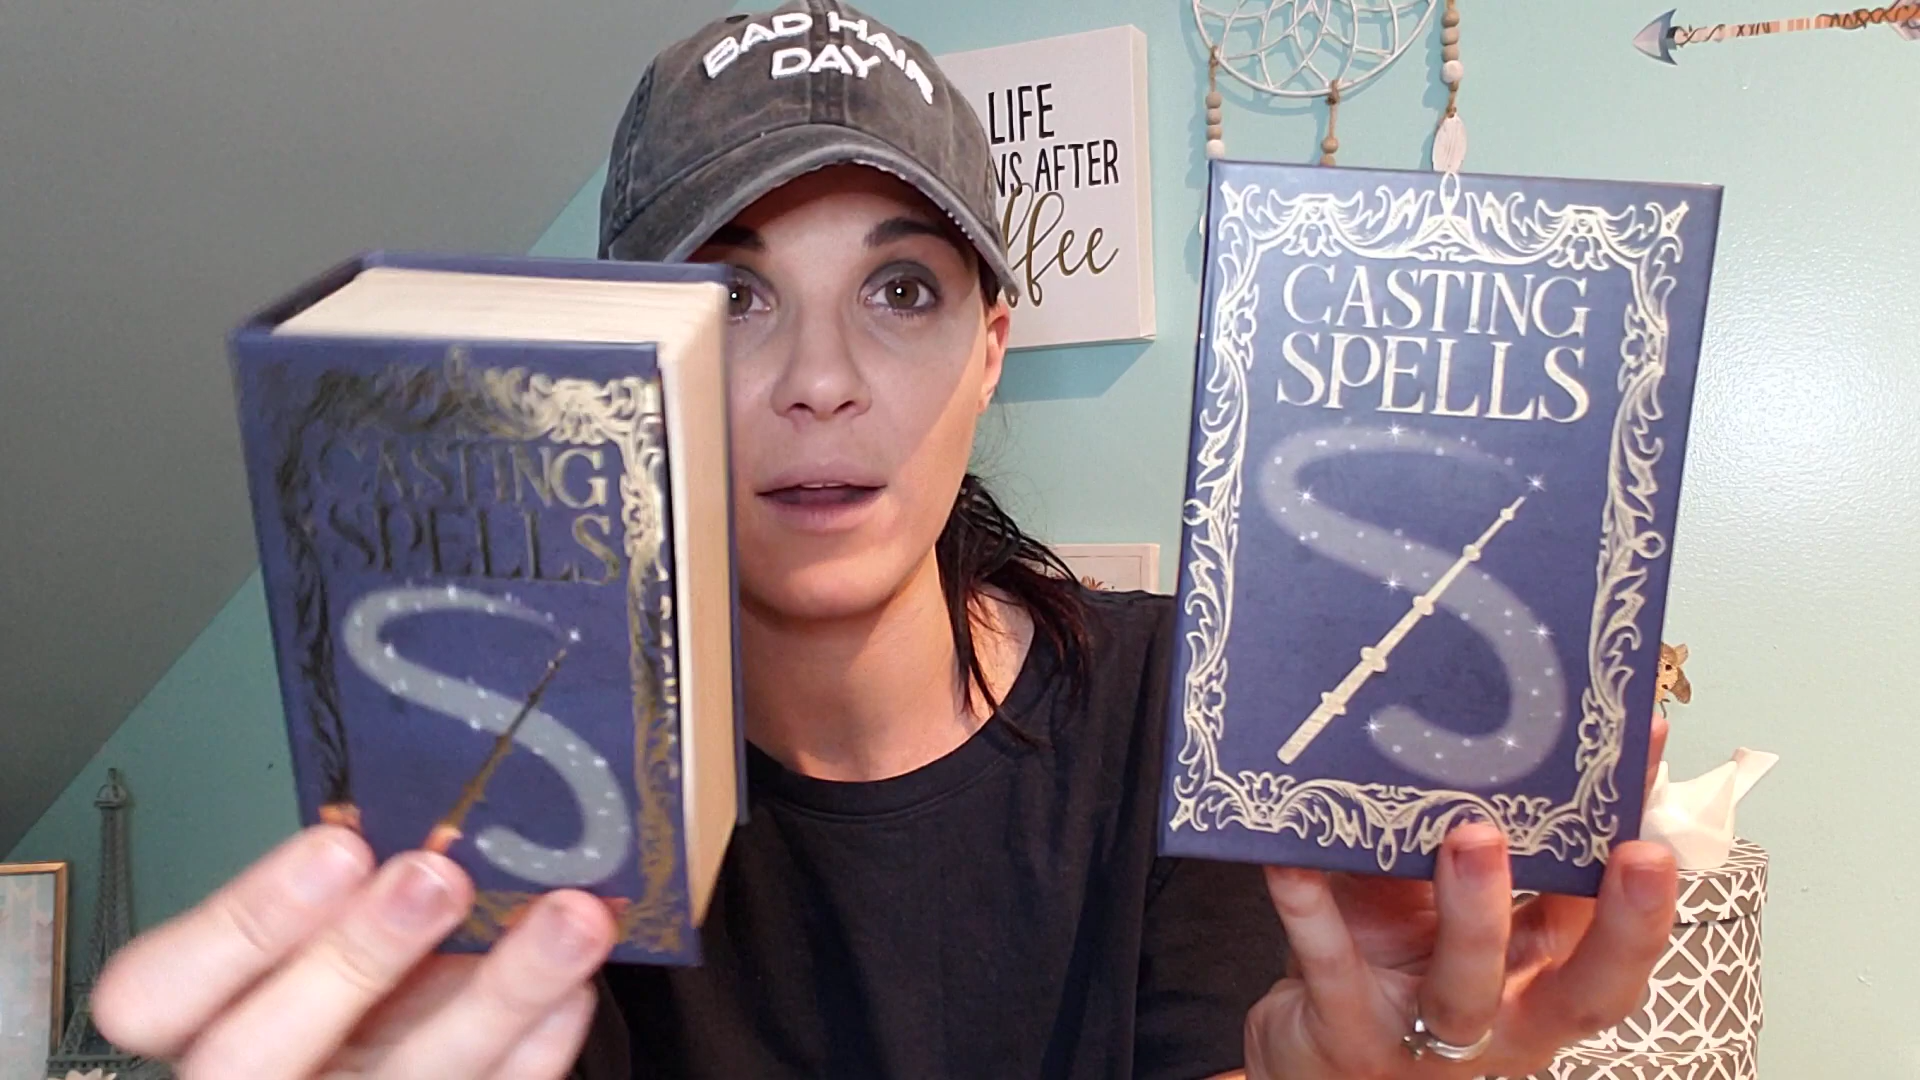 BAD HAIR
DAY
LIFE
AFTER
CASTING
SPELLS
CASTING
SPELLS